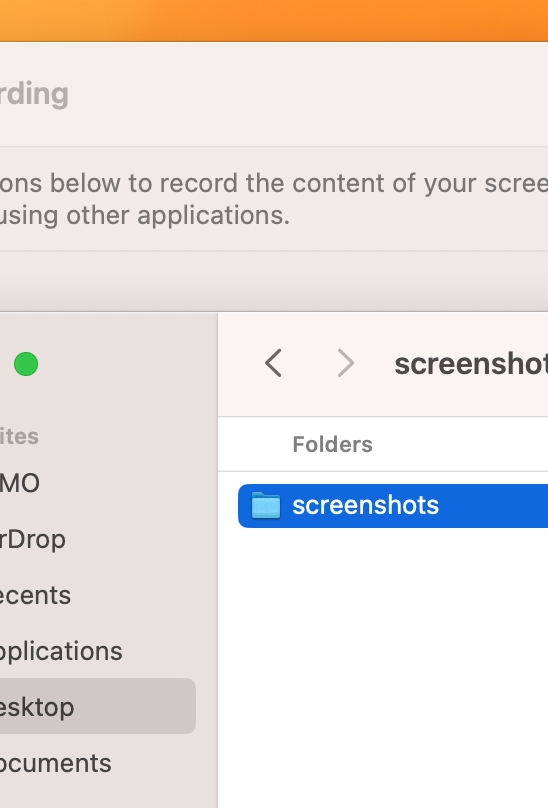 rding
ons below to record the content of your scree
using other applications.
screenshot
ites
Folders
MO
screenshots
rDrop
ecents
pplications
esktop
ocuments